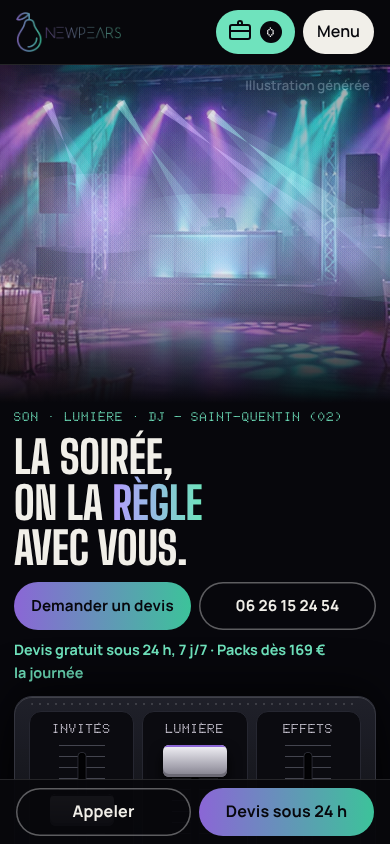 NEWPEARS
0
Menu
Illustration générée
SON · LUMIÈRE · DJ — SAINT-QUENTIN (02)
LA SOIRÉE,
ON LA RÈGLE
AVEC VOUS.
Demander un devis
06 26 15 24 54
Devis gratuit sous 24 h, 7 j/7 · Packs dès 169 €
la journée
INVITÉS
LUMIÈRE
EFFETS
Appeler
Devis sous 24 h